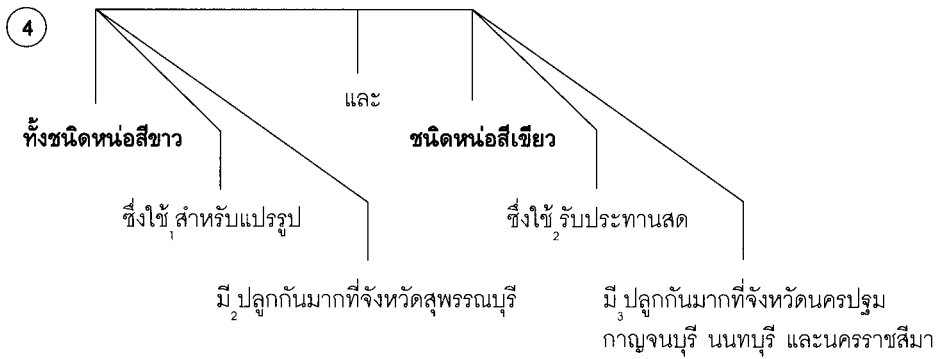 4
และ
ทั้งชนิดหน่อสีขาว
ชนิดหน่อสีเขียว
ซึ่งใช้₁สำหรับแปรรูป
ซึ่งใช้₂รับประทานสด
มี₂ปลูกกันมากที่จังหวัดสุพรรณบุรี
มี₃ปลูกกันมากที่จังหวัดนครปฐม
กาญจนบุรี นนทบุรี และนครราชสีมา